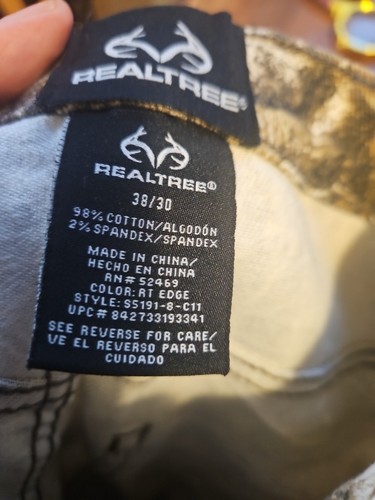 REALTREE®
REALTREE®
38/30
98% COTTON/ALGODÓN
2% SPANDEX/SPANDEX
MADE IN CHINA/
HECHO EN CHINA
RN# 52469
COLOR: RT EDGE
STYLE: SS191-8-C11
UPC# 842733193341
SEE REVERSE FOR CARE/
VE EL REVERSO PARA EL
CUIDADO